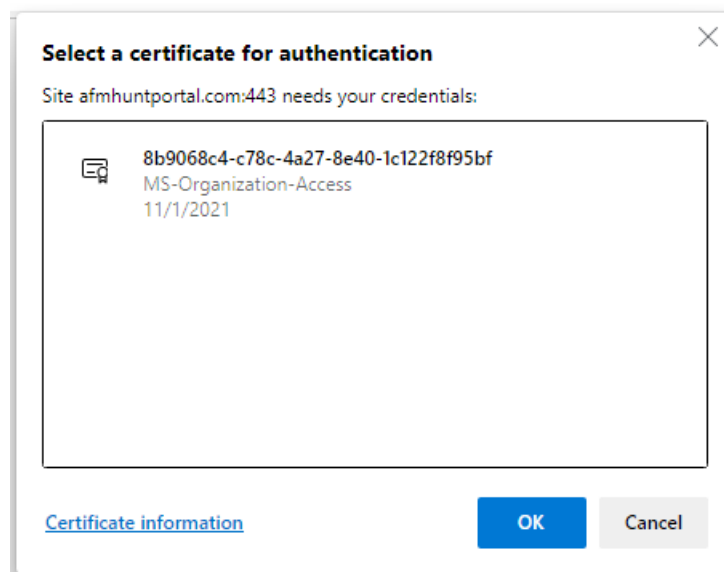 Select a certificate for authentication
Site afmhuntportal.com:443 needs your credentials:
8b9068c4-c78c-4a27-8e40-1c122f8f95bf
MS-Organization-Access
11/1/2021
Certificate information
OK
Cancel